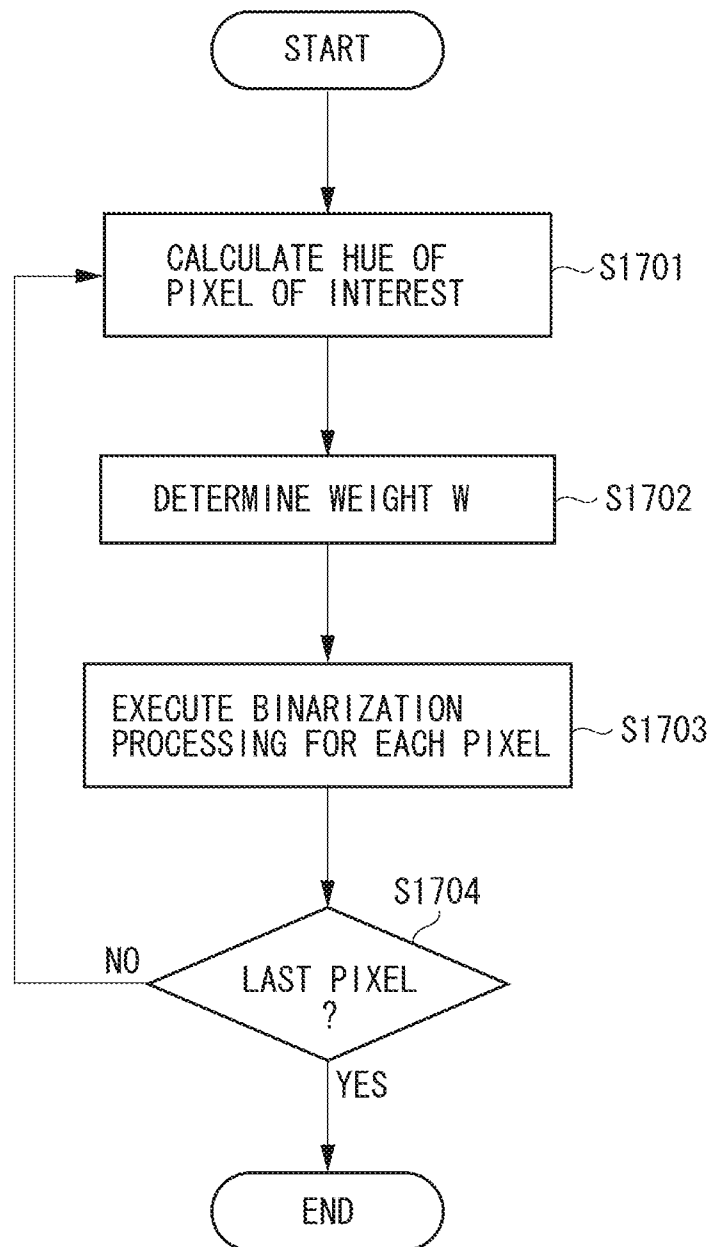 START
CALCULATE HUE OF
PIXEL OF INTEREST
S1701
DETERMINE WEIGHT W
S1702
EXECUTE BINARIZATION
PROCESSING FOR EACH PIXEL
S1703
S1704
NO
LAST PIXEL
?
YES
END